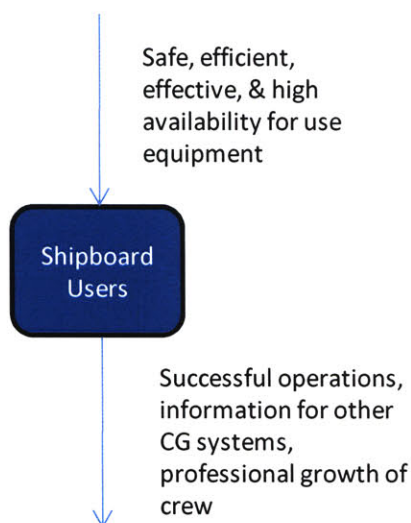 Safe, efficient,
effective, & high
availability for use
equipment
Shipboard
Users
Successful operations,
information for other
CG systems,
professional growth of
crew